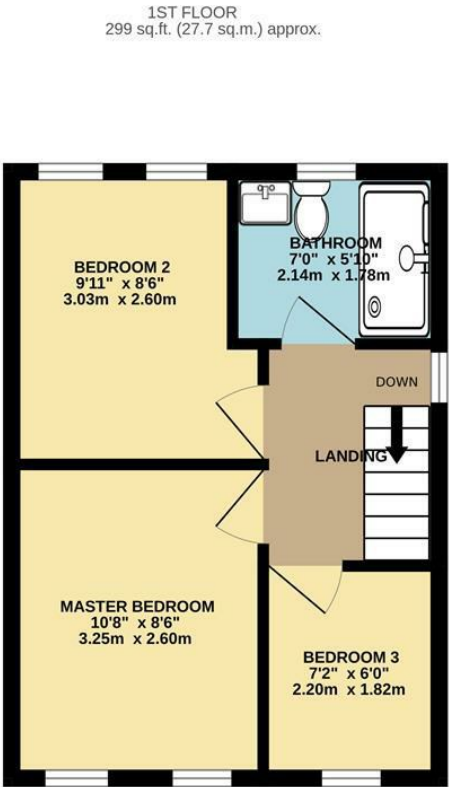 1ST FLOOR
299 sq.ft. (27.7 sq.m.) approx.
BEDROOM 2
9'11" x 8'6"
3.03m x 2.60m
BATHROOM
7'0" x 5'10"
2.14m x 1.78m
DOWN
LANDING
MASTER BEDROOM
10'8" x 8'6"
3.25m x 2.60m
BEDROOM 3
7'2" x 6'0"
2.20m x 1.82m